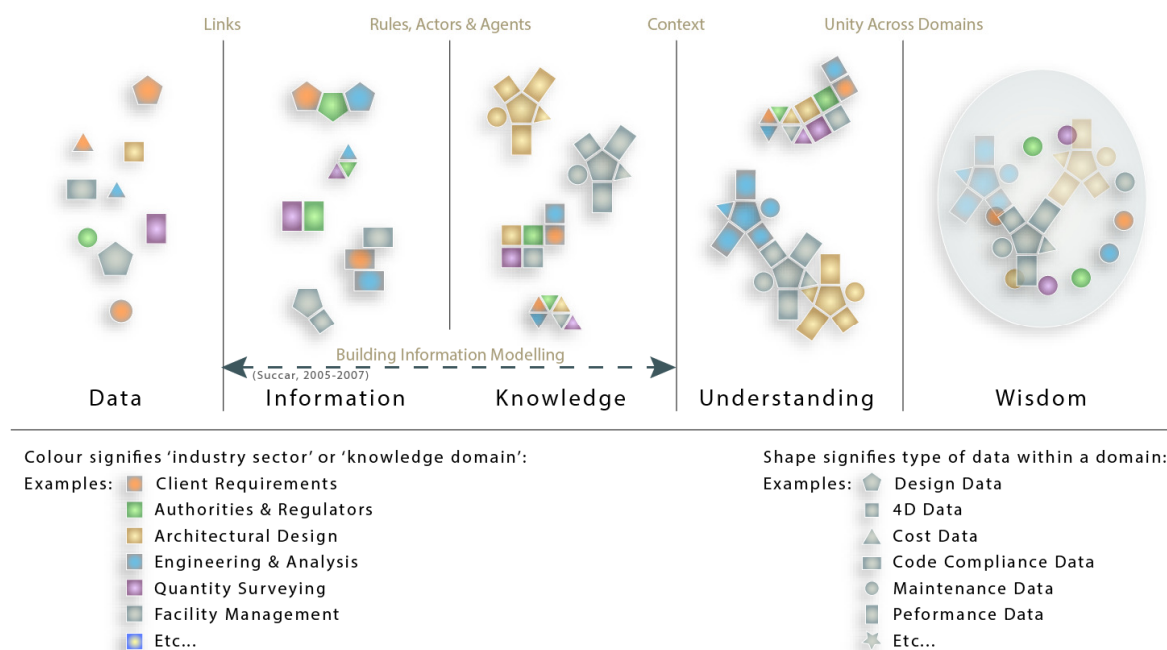 Links
Rules, Actors & Agents
Context
Unity Across Domains
Building Information Modelling
(Succar, 2005-2007)
Data
Information
Knowledge
Understanding
Wisdom
Colour signifies ‘industry sector’ or ‘knowledge domain’:
Examples:
Client Requirements
Authorities & Regulators
Architectural Design
Engineering & Analysis
Quantity Surveying
Facility Management
Etc...
Shape signifies type of data within a domain:
Examples:
Design Data
4D Data
Cost Data
Code Compliance Data
Maintenance Data
Peformance Data
Etc...